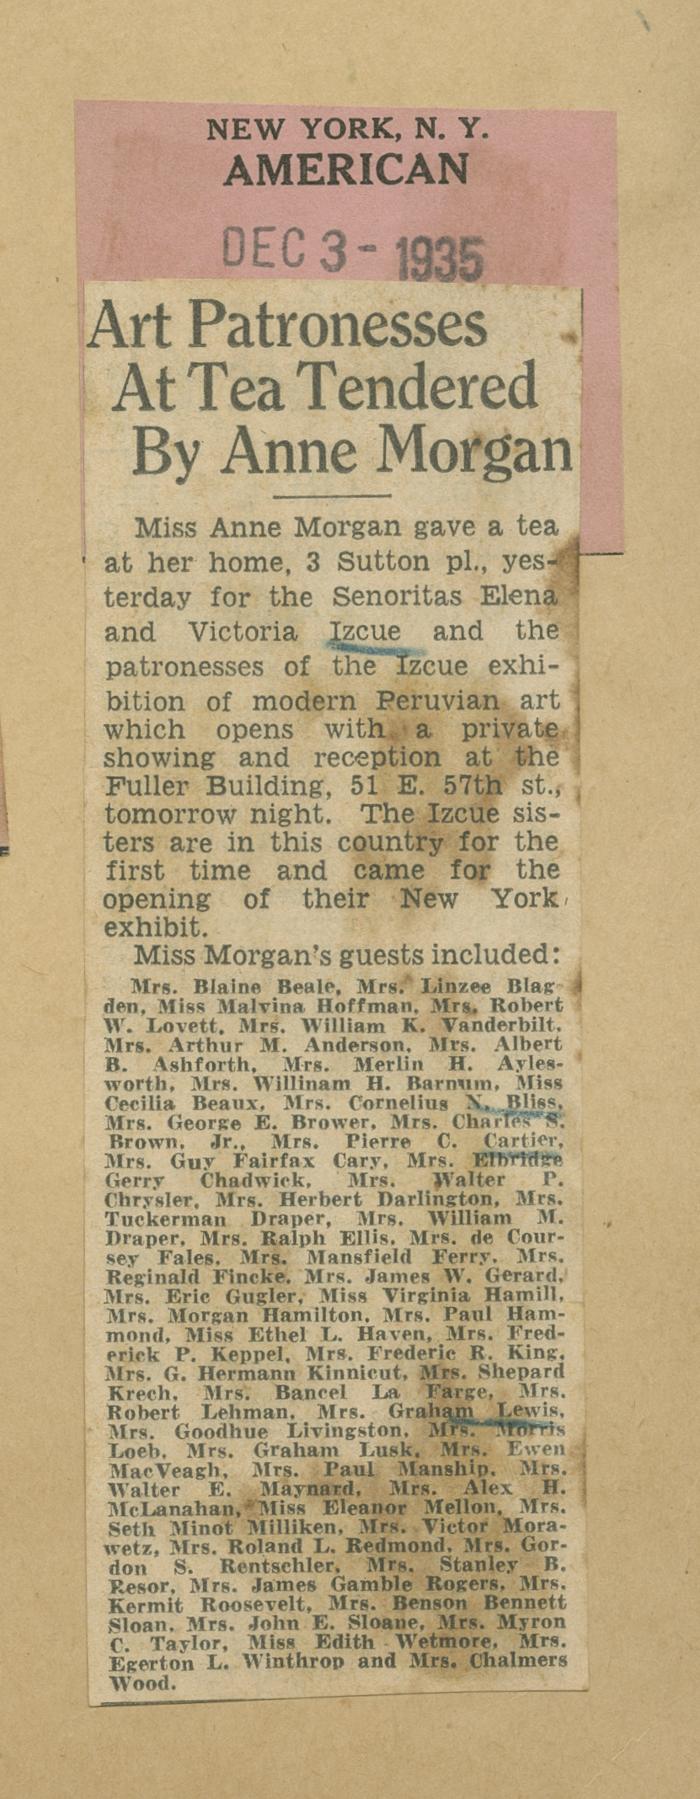 NEW YORK, N. Y.
AMERICAN
DEC 3 - 1935
Art Patronesses
At Tea Tendered
By Anne Morgan
Miss Anne Morgan gave a tea
at her home, 3 Sutton pl., yes-
terday for the Senoritas Elena
and Victoria Izcue and the
patronesses of the Izcue exhi-
bition of modern Peruvian art
which opens with a private
showing and reception at the
Fuller Building, 51 E. 57th st.,
tomorrow night. The Izcue sis-
ters are in this country for the
first time and came for the
opening of their New York
exhibit.
Miss Morgan's guests included:
Mrs. Blaine Beale, Mrs. Linzee Blag-
den, Miss Malvina Hoffman, Mrs. Robert
W. Lovett, Mrs. William K. Vanderbilt,
Mrs. Arthur M. Anderson, Mrs. Albert
B. Ashforth, Mrs. Merlin H. Ayles-
worth, Mrs. Willinam H. Barnum, Miss
Cecilia Beaux, Mrs. Cornelius N. Bliss,
Mrs. George E. Brower, Mrs. Charles S.
Brown, Jr., Mrs. Pierre C. Cartier,
Mrs. Guy Fairfax Cary, Mrs. Elbridge
Gerry Chadwick, Mrs. Walter P.
Chrysler, Mrs. Herbert Darlington, Mrs.
Tuckerman Draper, Mrs. William M.
Draper, Mrs. Ralph Ellis, Mrs. de Cour-
sey Fales, Mrs. Mansfield Ferry, Mrs.
Reginald Fincke, Mrs. James W. Gerard,
Mrs. Eric Gugler, Miss Virginia Hamill,
Mrs. Morgan Hamilton, Mrs. Paul Ham-
mond, Miss Ethel L. Haven, Mrs. Fred-
erick P. Keppel, Mrs. Frederic R. King,
Mrs. G. Hermann Kinnicut, Mrs. Shepard
Krech, Mrs. Bancel La Farge, Mrs.
Robert Lehman, Mrs. Graham Lewis,
Mrs. Goodhue Livingston, Mrs. Morris
Loeb, Mrs. Graham Lusk, Mrs. Ewen
MacVeagh, Mrs. Paul Manship, Mrs.
Walter E. Maynard, Mrs. Alex H.
McLanahan, Miss Eleanor Mellon, Mrs.
Seth Minot Milliken, Mrs. Victor Mora-
wetz, Mrs. Roland L. Redmond, Mrs. Gor-
don S. Rentschler, Mrs. Stanley B.
Resor, Mrs. James Gamble Rogers, Mrs.
Kermit Roosevelt, Mrs. Benson Bennett
Sloan, Mrs. John E. Sloane, Mrs. Myron
C. Taylor, Miss Edith Wetmore, Mrs.
Egerton L. Winthrop and Mrs. Chalmers
Wood.